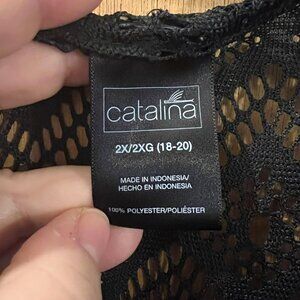 catalina
2X/2XG (18-20)
MADE IN INDONESIA/
HECHO EN INDONESIA
100% POLYESTER/POLIÉSTER